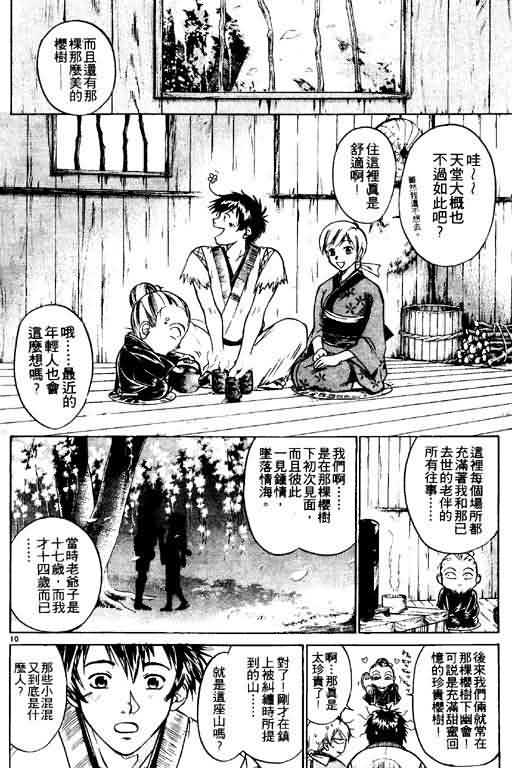 而且還有那
棵那麼美的
櫻樹
哇～～
天堂大概也
不過如此吧？
雖然我還不想去。
住這裡真是
舒適啊
哦……最近的
年輕人也會
這麼想嗎？
這裡每個場所都
充滿著我和那已
去世的老伴的
所有往事…
我們啊……
是在那棵櫻樹
下初次見面，
而且彼此
一見鍾情，
墜落情海。
當時老爺子是
十七歲，而我
才十四歲而已
……
10
後來我們倆就常在
那棵櫻樹下幽會！
可說是充滿甜蜜回
憶的珍貴櫻樹！
啊…那真是
太珍貴了！
對了！剛才在鎮
上被糾纏時所提
到的山……
就是這座山嗎？
那些小混混
又到底是什
麼人？